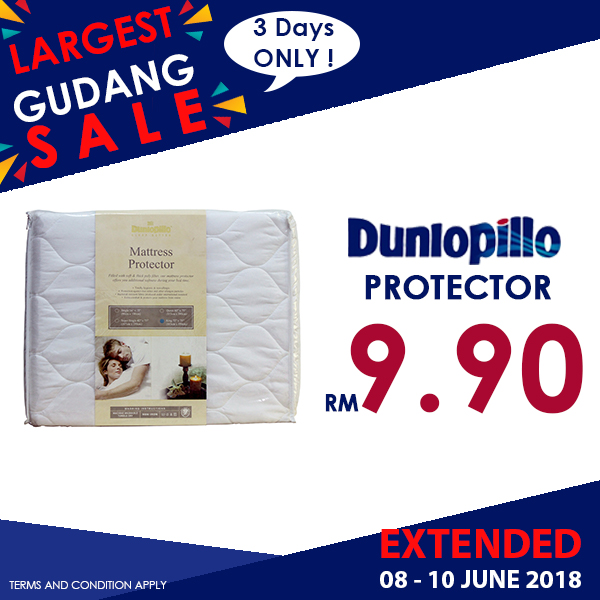 LARGEST
GUDANG
SALE
3 Days
ONLY !
Dunlopillo
Mattress
Protector
Dunlopillo
PROTECTOR
RM 9.90
EXTENDED
08 - 10 JUNE 2018
TERMS AND CONDITION APPLY